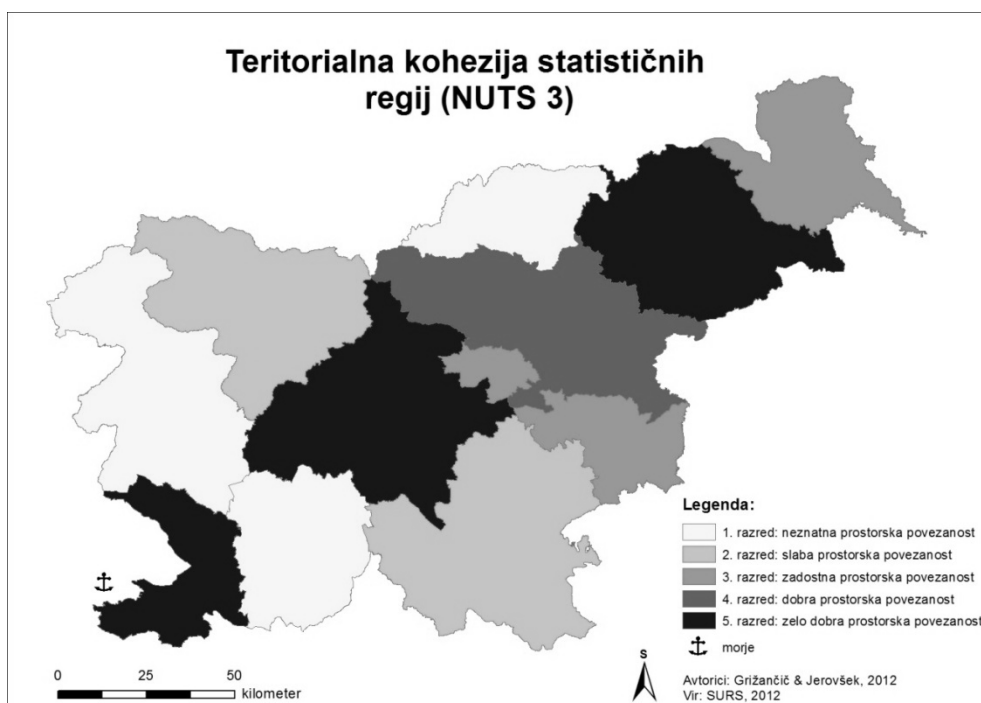 Teritorialna kohezija statističnih
regij (NUTS 3)
Legenda:
1. razred: neznatna prostorska povezanost
2. razred: slaba prostorska povezanost
3. razred: zadostna prostorska povezanost
4. razred: dobra prostorska povezanost
5. razred: zelo dobra prostorska povezanost
morje
0 25 50
kilometer
S
Avtorici: Grižančič & Jerovšek, 2012
Vir: SURS, 2012